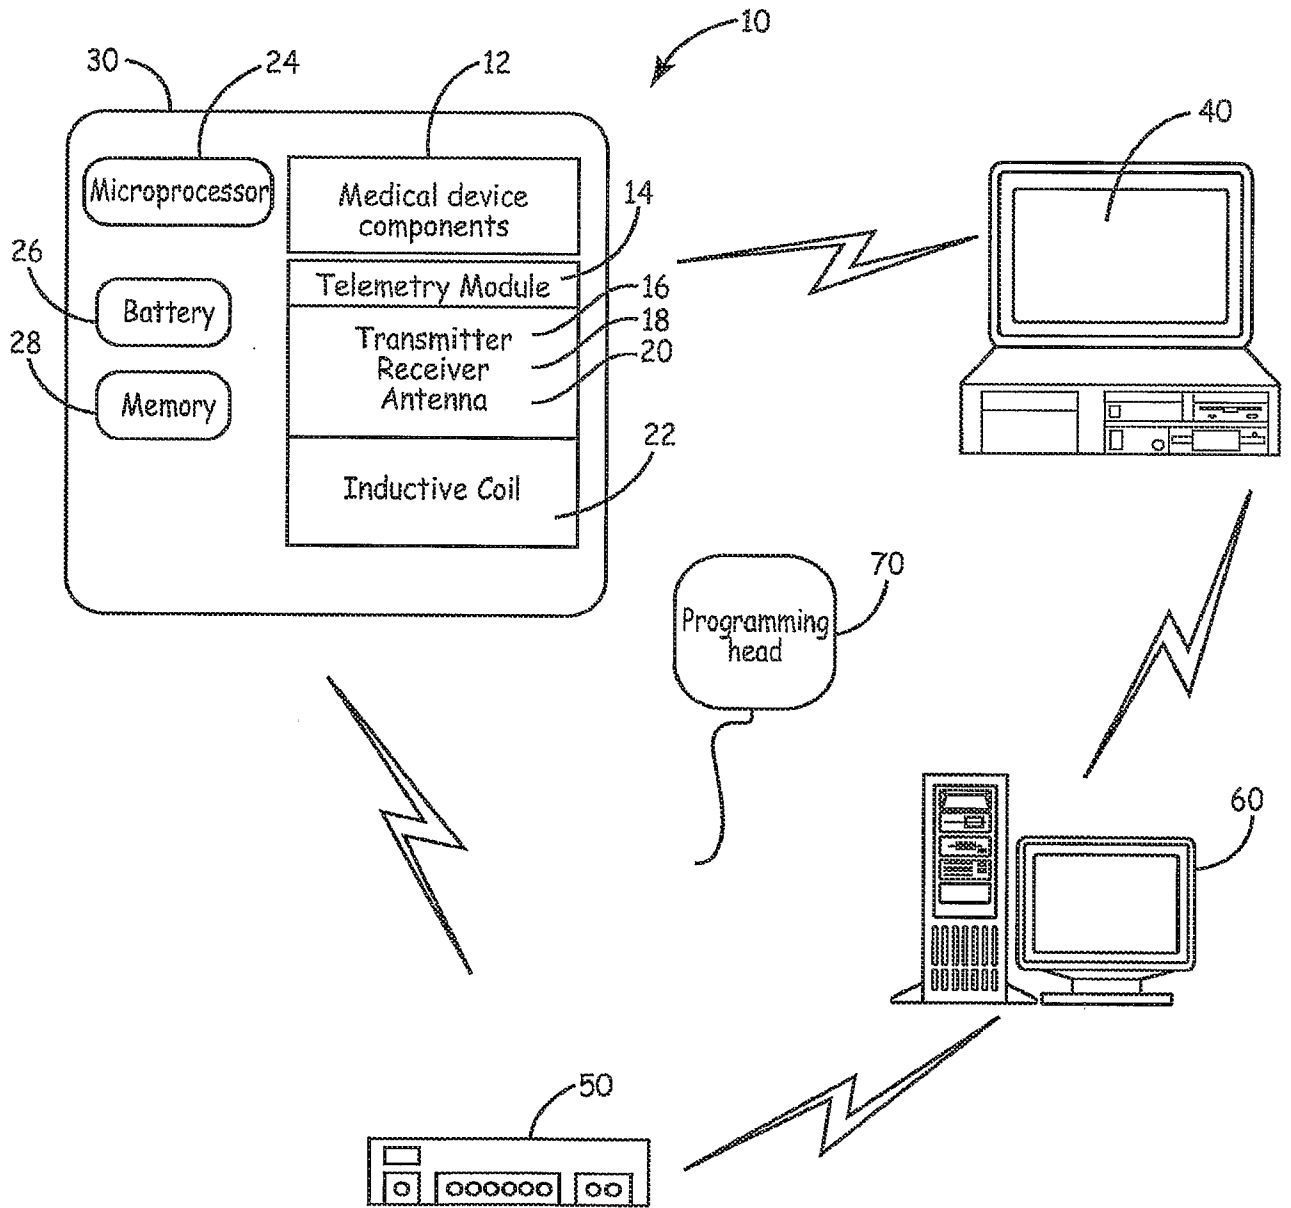 10
30
24
12
40
Microprocessor
Medical device
components
14
26
Telemetry Module
16
Battery
18
Transmitter
28
20
Receiver
Antenna
Memory
22
Inductive Coil
70
Programming
head
60
50